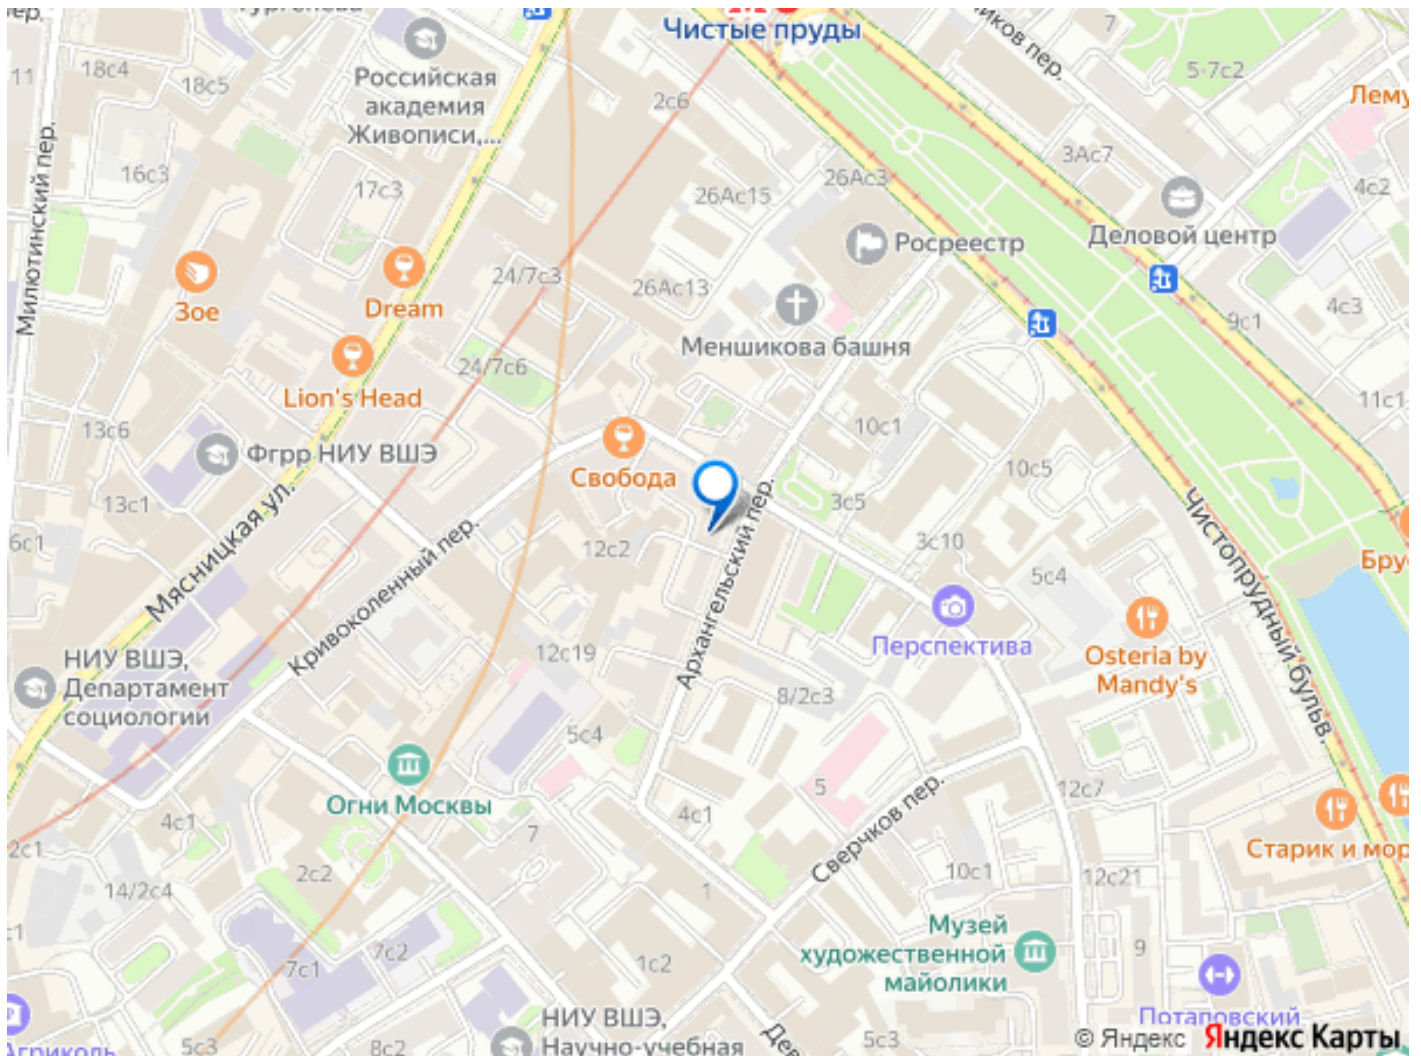 Чистые пруды
7
5-7с2
Лему
11
18с4
18с5
Российская
академия
Живописи,...
2с6
3Ас7
16с3
17с3
26Ас15
26Ас3
4с2
Милютинский пер.
Росреестр
Деловой центр
Зое
Dream
24/7с3
26Ас13
4с3
9с1
Меншикова башня
24/7с6
Lion's Head
11с1
13с6
Фгрр НИУ ВШЭ
Свобода
10с1
10с5
13с1
3с5
Мясницкая ул.
Кривоколенный пер.
Архангельский пер.
Чистопрудный бульв.
6с1
12с2
3с10
5с4
Бру
Перспектива
Osteria by
Mandy's
НИУ ВШЭ,
Департамент
социологии
12с19
8/2с3
5с4
Огни Москвы
5
12с7
4с1
4с1
7
Сверчков пер.
Старик и мор
2с1
2с2
14/2с4
1
10с1
12с21
Музей
художественной
майолики
9
7с2
7с1
1с2
Потаповский
НИУ ВШЭ,
Научно-учебная
5с3
8с2
5с3
Агриколь
© Яндекс Яндекс Карты